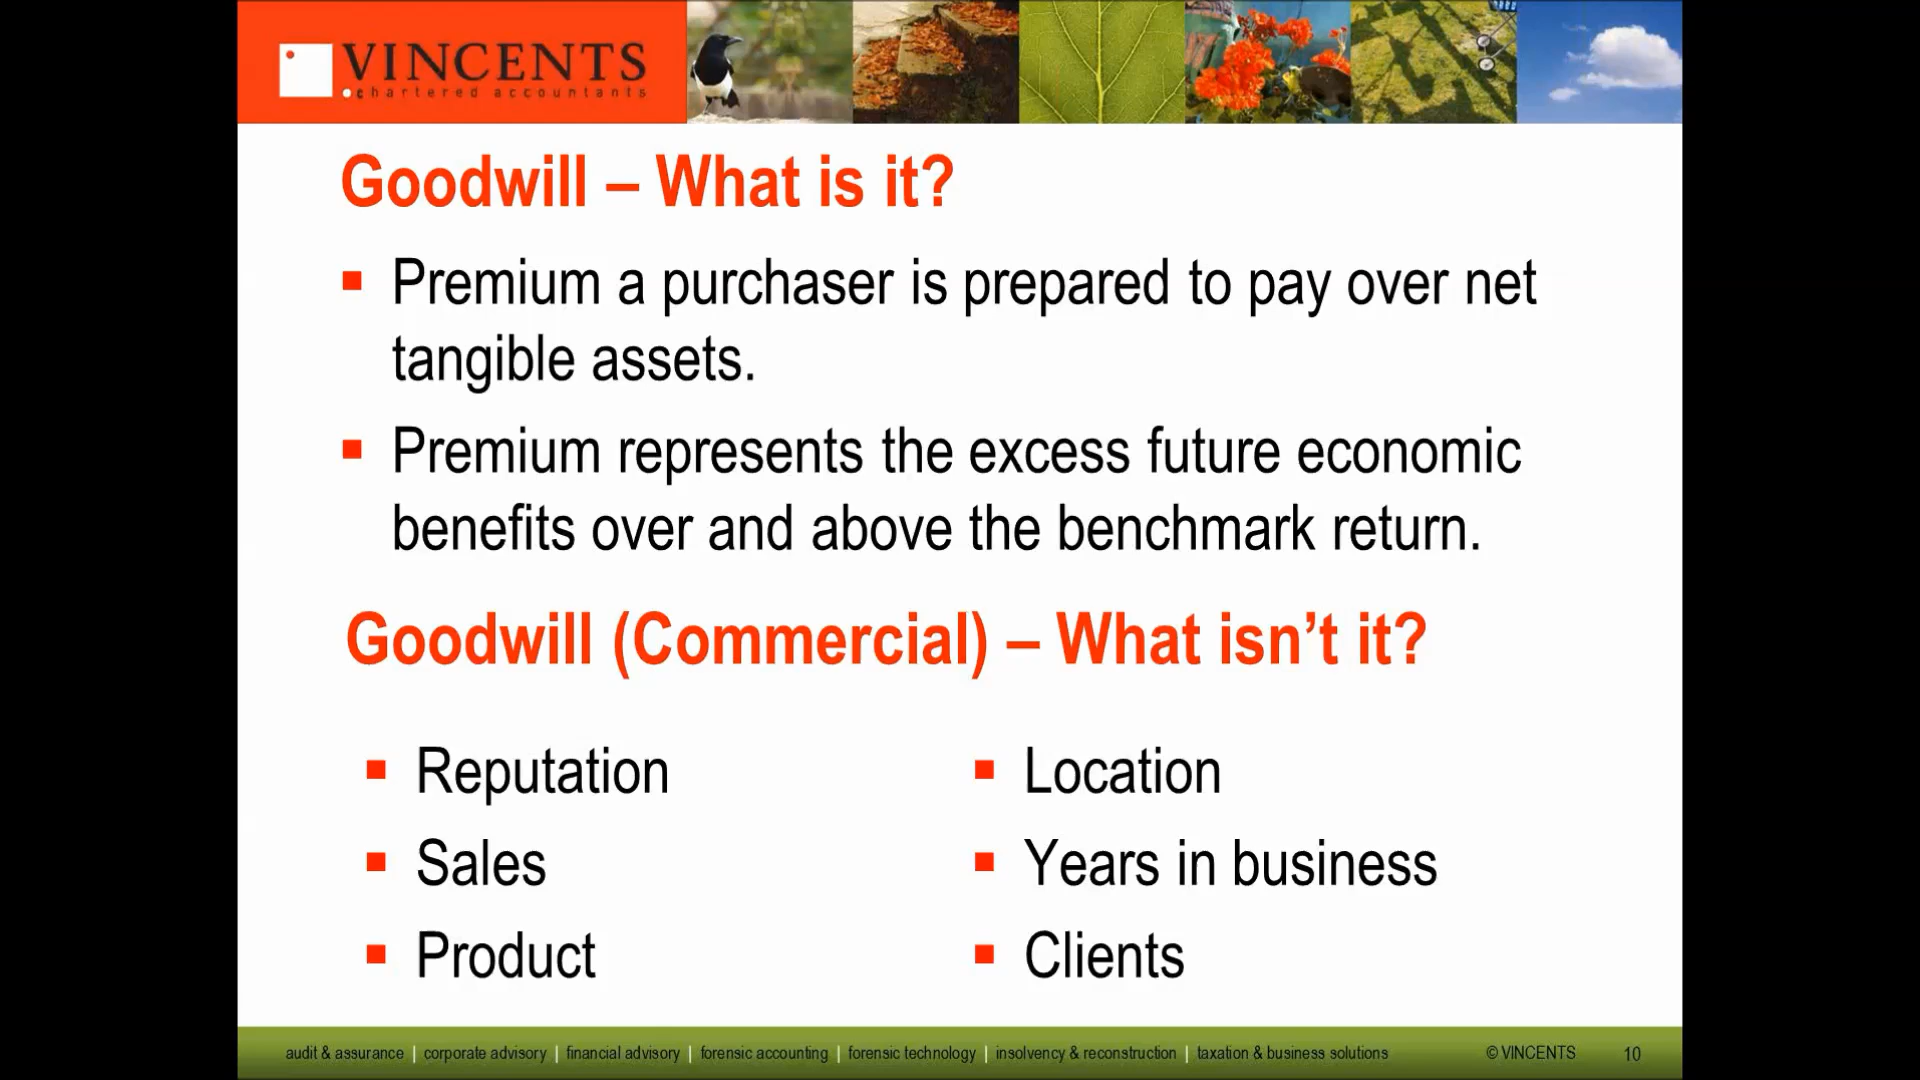 VINCENTS
chartered accountants
Goodwill – What is it?
Premium a purchaser is prepared to pay over net
tangible assets.
Premium represents the excess future economic
benefits over and above the benchmark return.
Goodwill (Commercial) – What isn’t it?
Reputation
Sales
Product
Location
Years in business
Clients
audit & assurance | corporate advisory | financial advisory | forensic accounting | forensic technology | insolvency & reconstruction | taxation & business solutions © VINCENTS 10